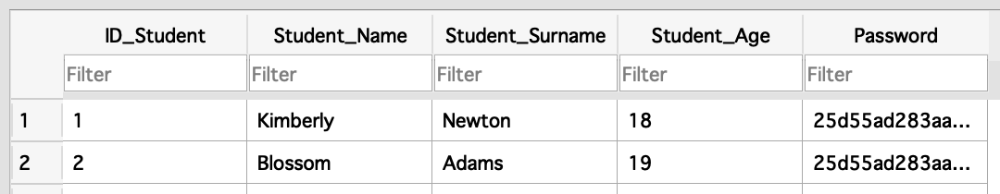 ID_Student Student_Name Student_Surname Student_Age Password
Filter Filter Filter Filter Filter
1 1 Kimberly Newton 18 25d55ad283aa...
2 2 Blossom Adams 19 25d55ad283aa...